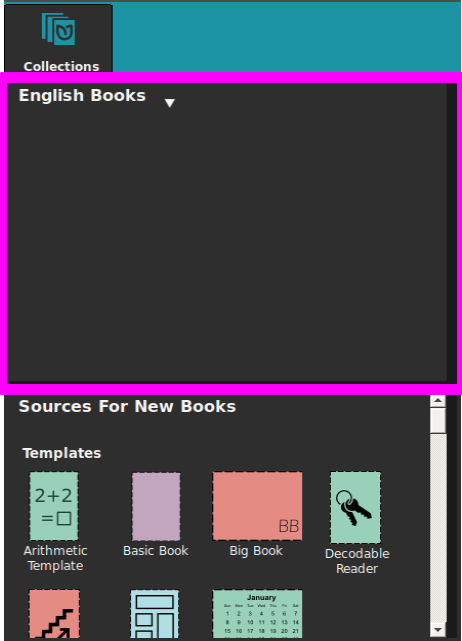 Collections
English Books
Sources For New Books
Templates
2+2
=□
BB
Arithmetic
Template
Basic Book
Big Book
Decodable
Reader
January
Sun Mon Tue Wed Thu Fri Sat
1 2 3 4 5 6 7
8 9 10 11 12 13 14
15 16 17 18 19 20 21